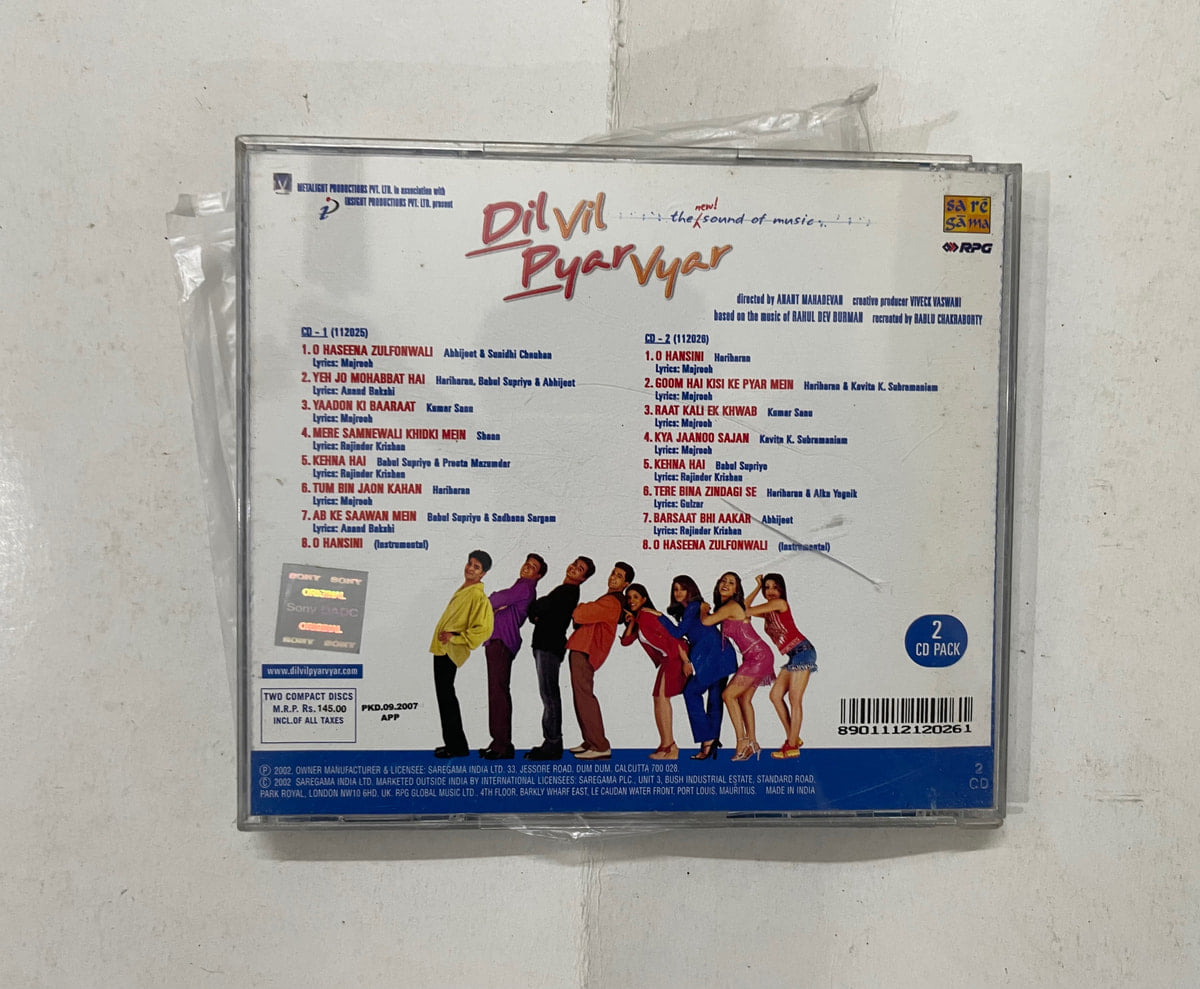 METALIGHT PRODUCTIONS PVT. LTD. in association with
INSIGHT PRODUCTIONS PVT. LTD. present
Dil Vil
Pyar Vyar
new!
the sound of music
sa rē
gāma
RPG
directed by ANANT MAHADEVAN creative producer VIVECK VASWANI
based on the music of RAHUL DEV BURMAN recreated by BABLU CHAKRABORTY
CD - 1 (112025)
1. O HASEENA ZULFONWALI Abhijeet & Sunidhi Chauhan
Lyrics: Majrooh
2. YEH JO MOHABBAT HAI Hariharan, Babul Supriyo & Abhijeet
Lyrics: Anand Bakshi
3. YAADON KI BAARAAT Kumar Sanu
Lyrics: Majrooh
4. MERE SAMNEWALI KHIDKI MEIN Shaan
Lyrics: Rajinder Krishan
5. KEHNA HAI Babul Supriyo & Preeta Mazumdar
Lyrics: Rajinder Krishan
6. TUM BIN JAON KAHAN Hariharan
Lyrics: Majrooh
7. AB KE SAAWAN MEIN Babul Supriyo & Sadhana Sargam
Lyrics: Anand Bakshi
8. O HANSINI (Instrumental)
CD - 2 (112026)
1. O HANSINI Hariharan
Lyrics: Majrooh
2. GOOM HAI KISI KE PYAR MEIN Hariharan & Kavita K. Subramaniam
Lyrics: Majrooh
3. RAAT KALI EK KHWAB Kumar Sanu
Lyrics: Majrooh
4. KYA JAANOO SAJAN Kavita K. Subramaniam
Lyrics: Majrooh
5. KEHNA HAI Babul Supriyo
Lyrics: Rajinder Krishan
6. TERE BINA ZINDAGI SE Hariharan & Alka Yagnik
Lyrics: Gulzar
7. BARSAAT BHI AAKAR Abhijeet
Lyrics: Rajinder Krishan
8. O HASEENA ZULFONWALI (Instrumental)
SONY SONY
ORIGINAL
Sony DADC
ORIGINAL
SONY SONY
www.dilvilpyarvyar.com
TWO COMPACT DISCS
M.R.P. Rs. 145.00
INCL.OF ALL TAXES
PKD.09.2007
APP
2
CD PACK
8901112120261
℗ 2002. OWNER MANUFACTURER & LICENSEE: SAREGAMA INDIA LTD. 33, JESSORE ROAD, DUM DUM, CALCUTTA 700 028.
© 2002 SAREGAMA INDIA LTD. MARKETED OUTSIDE INDIA BY INTERNATIONAL LICENSEES: SAREGAMA PLC., UNIT 3, BUSH INDUSTRIAL ESTATE, STANDARD ROAD,
PARK ROYAL, LONDON NW10 6HD. UK. RPG GLOBAL MUSIC LTD., 4TH FLOOR, BARKLY WHARF EAST, LE CAUDAN WATER FRONT, PORT LOUIS, MAURITIUS. MADE IN INDIA
2
CD